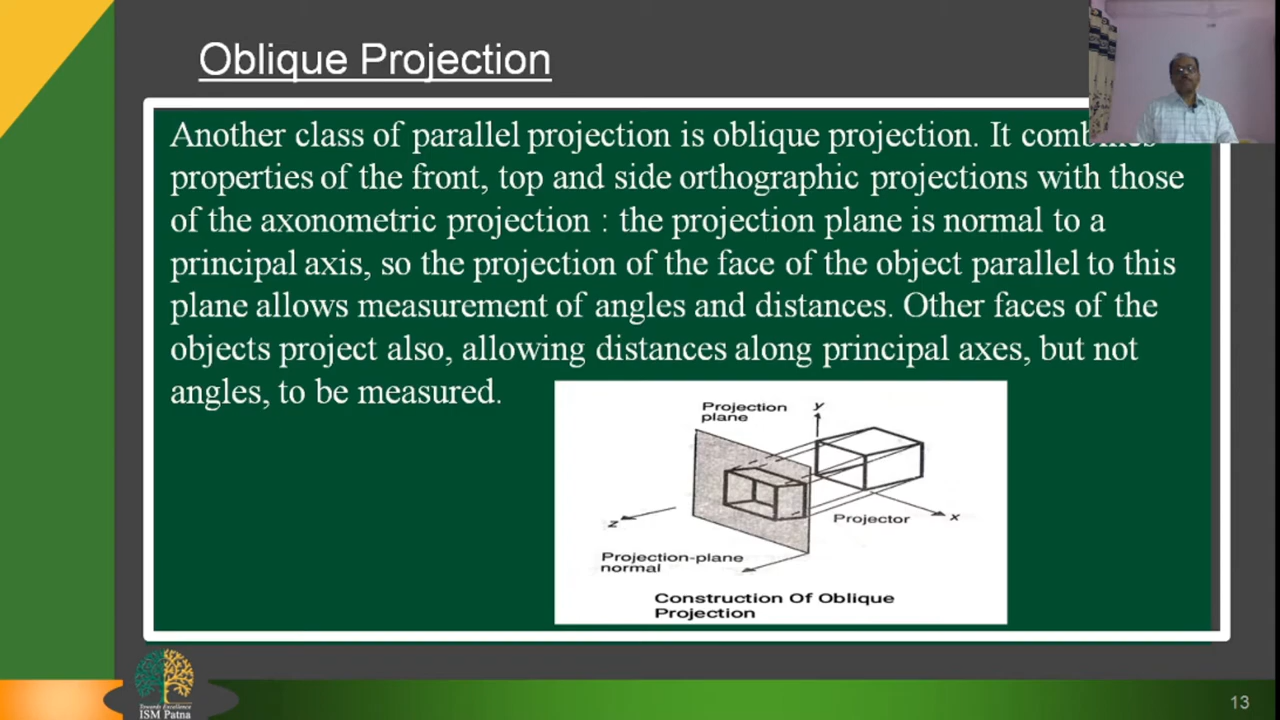 Oblique Projection
Another class of parallel projection is oblique projection. It combines
properties of the front, top and side orthographic projections with those
of the axonometric projection : the projection plane is normal to a
principal axis, so the projection of the face of the object parallel to this
plane allows measurement of angles and distances. Other faces of the
objects project also, allowing distances along principal axes, but not
angles, to be measured.
Projection
plane
y
z
Projector
x
Projection-plane
normal
Construction Of Oblique
Projection
Towards Excellence
ISM Patna
13